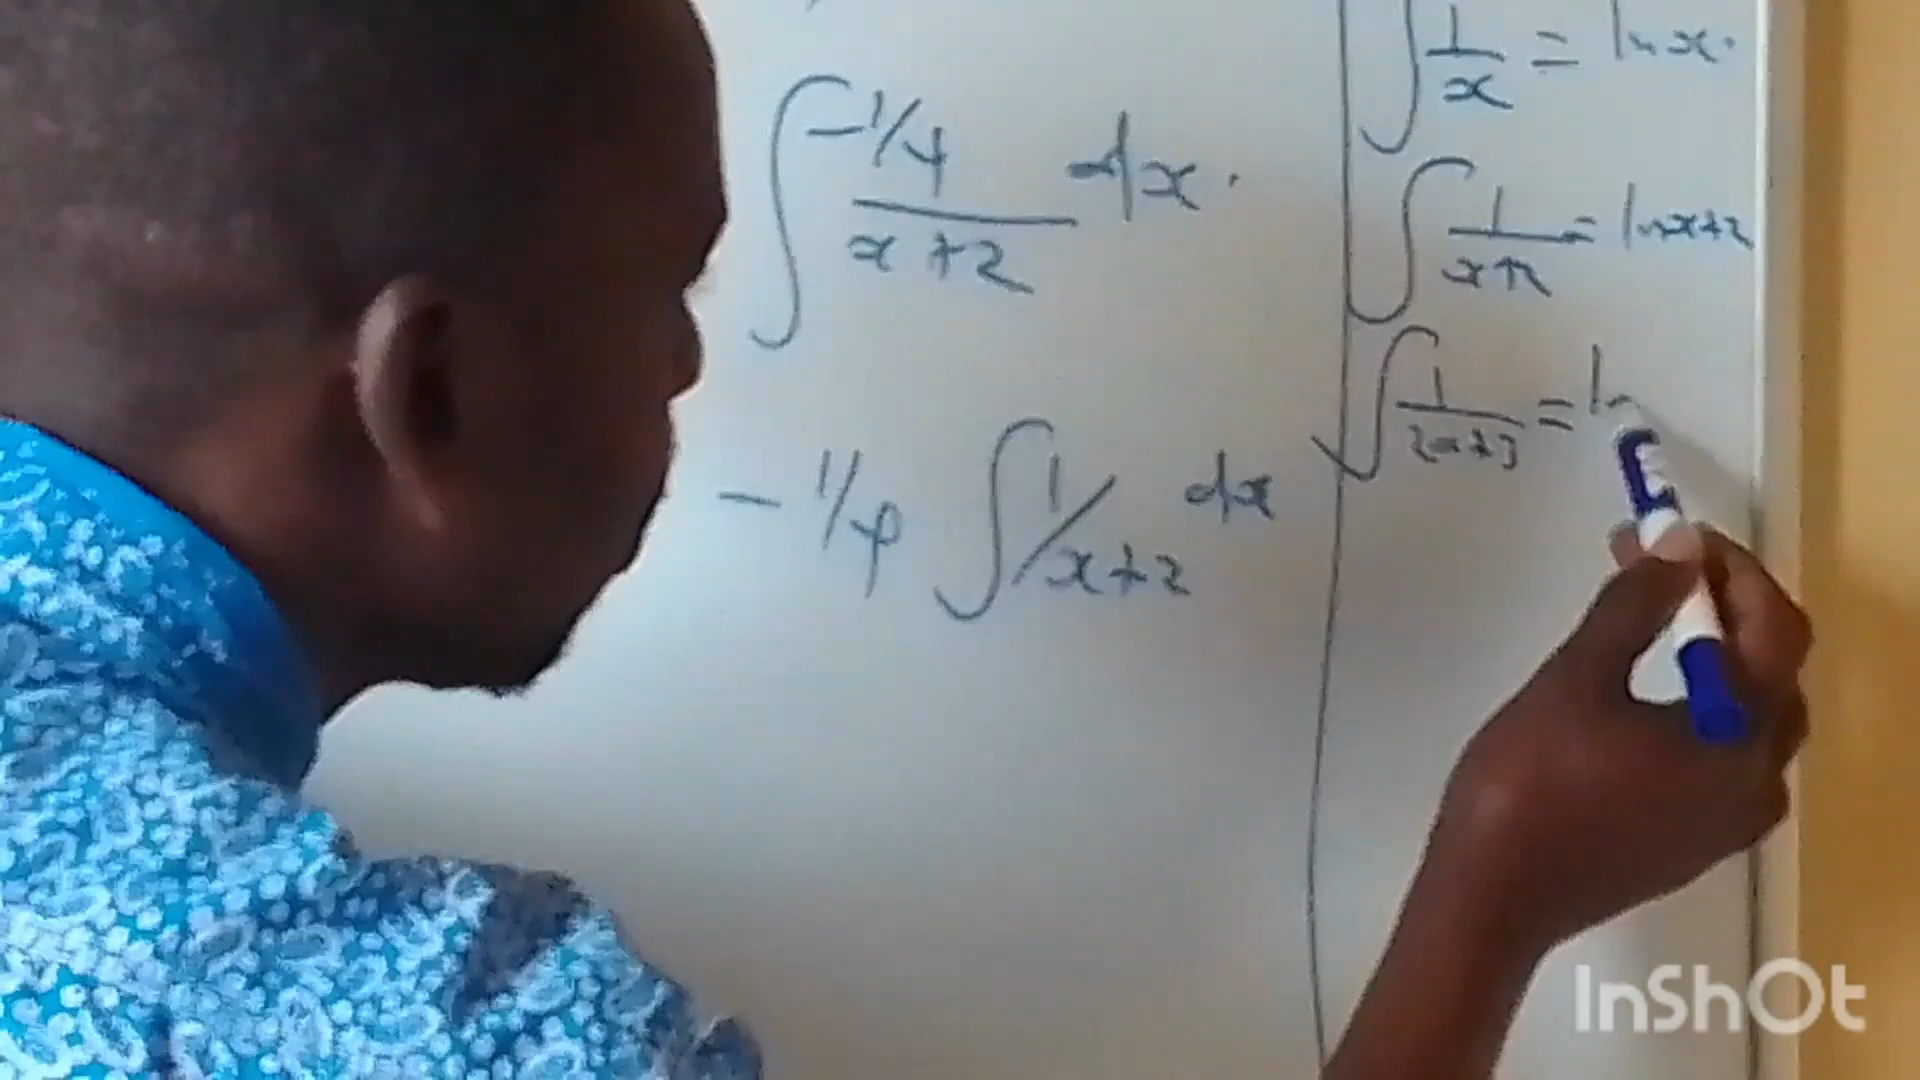 ∫ -1/4 / x+2 dx.
-1/4 ∫ 1/x+2 dx
∫ 1/x = ln x.
∫ 1/x+2 = ln x+2
∫ 1/2x+3 = ln
InShOt